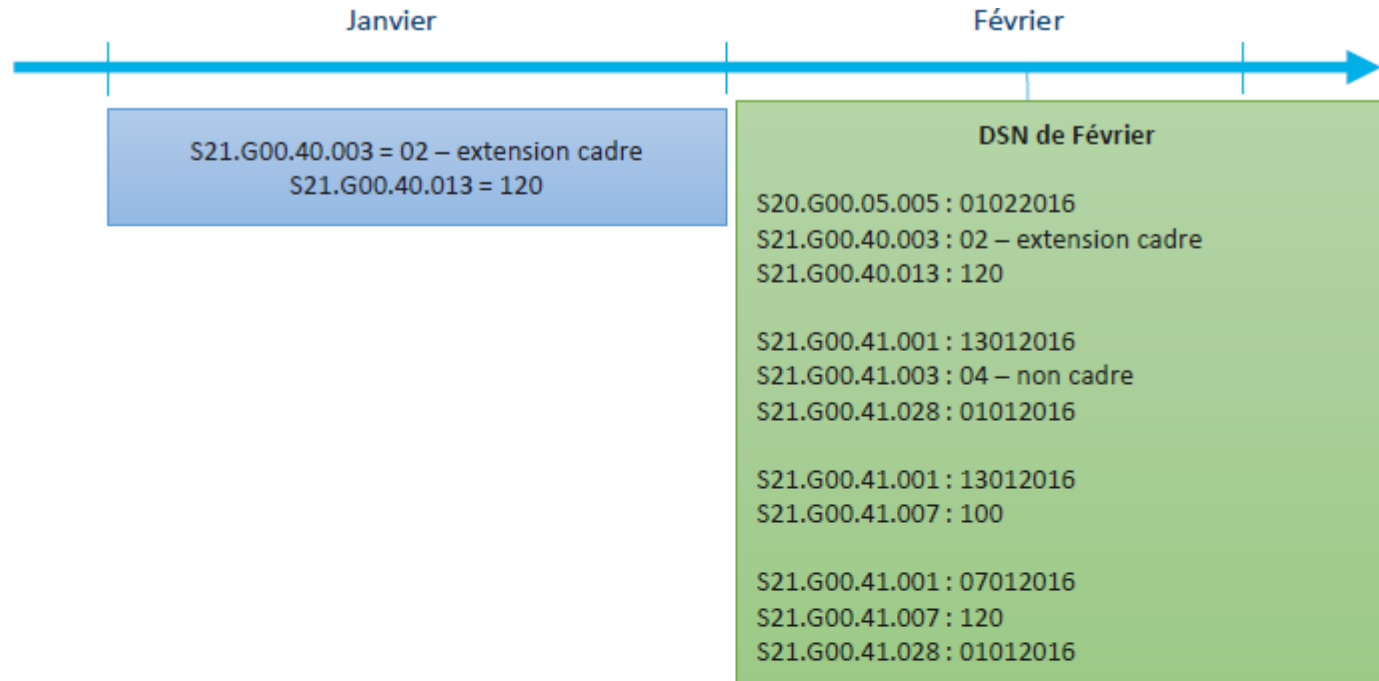 Janvier
Février
S21.G00.40.003 = 02 – extension cadre
S21.G00.40.013 = 120
DSN de Février
S20.G00.05.005 : 01022016
S21.G00.40.003 : 02 – extension cadre
S21.G00.40.013 : 120
S21.G00.41.001 : 13012016
S21.G00.41.003 : 04 – non cadre
S21.G00.41.028 : 01012016
S21.G00.41.001 : 13012016
S21.G00.41.007 : 100
S21.G00.41.001 : 07012016
S21.G00.41.007 : 120
S21.G00.41.028 : 01012016